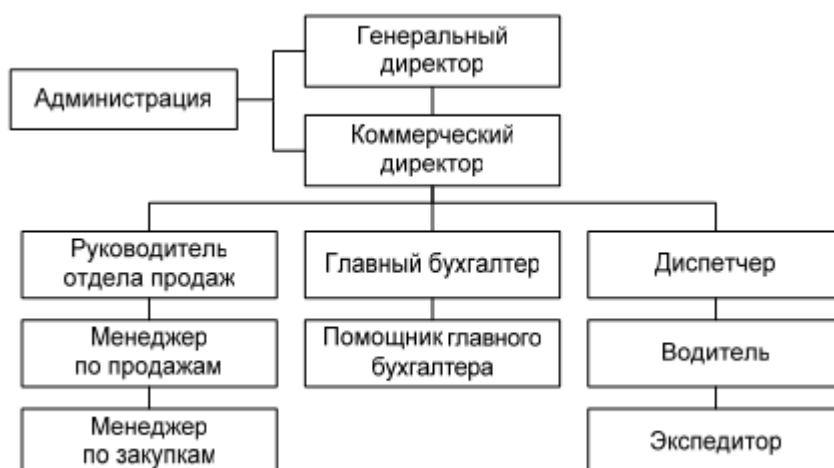 Генеральный
директор
Администрация
Коммерческий
директор
Руководитель
отдела продаж
Главный бухгалтер
Диспетчер
Менеджер
по продажам
Помощник главного
бухгалтера
Водитель
Менеджер
по закупкам
Экспедитор